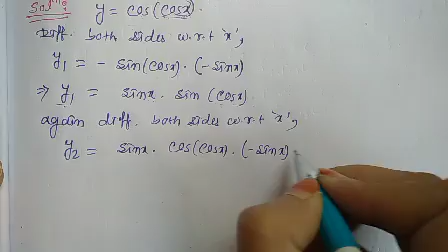 Solⁿ:- y = cos(cosx).
Diff. both sides w.r.t 'x',
y₁ = - sin(cosx) · (-sinx)
⇒ y₁ = sinx · sin (cosx)
again diff. both sides w.r.t 'x',
y₂ = sinx · cos(cosx) · (-sinx)